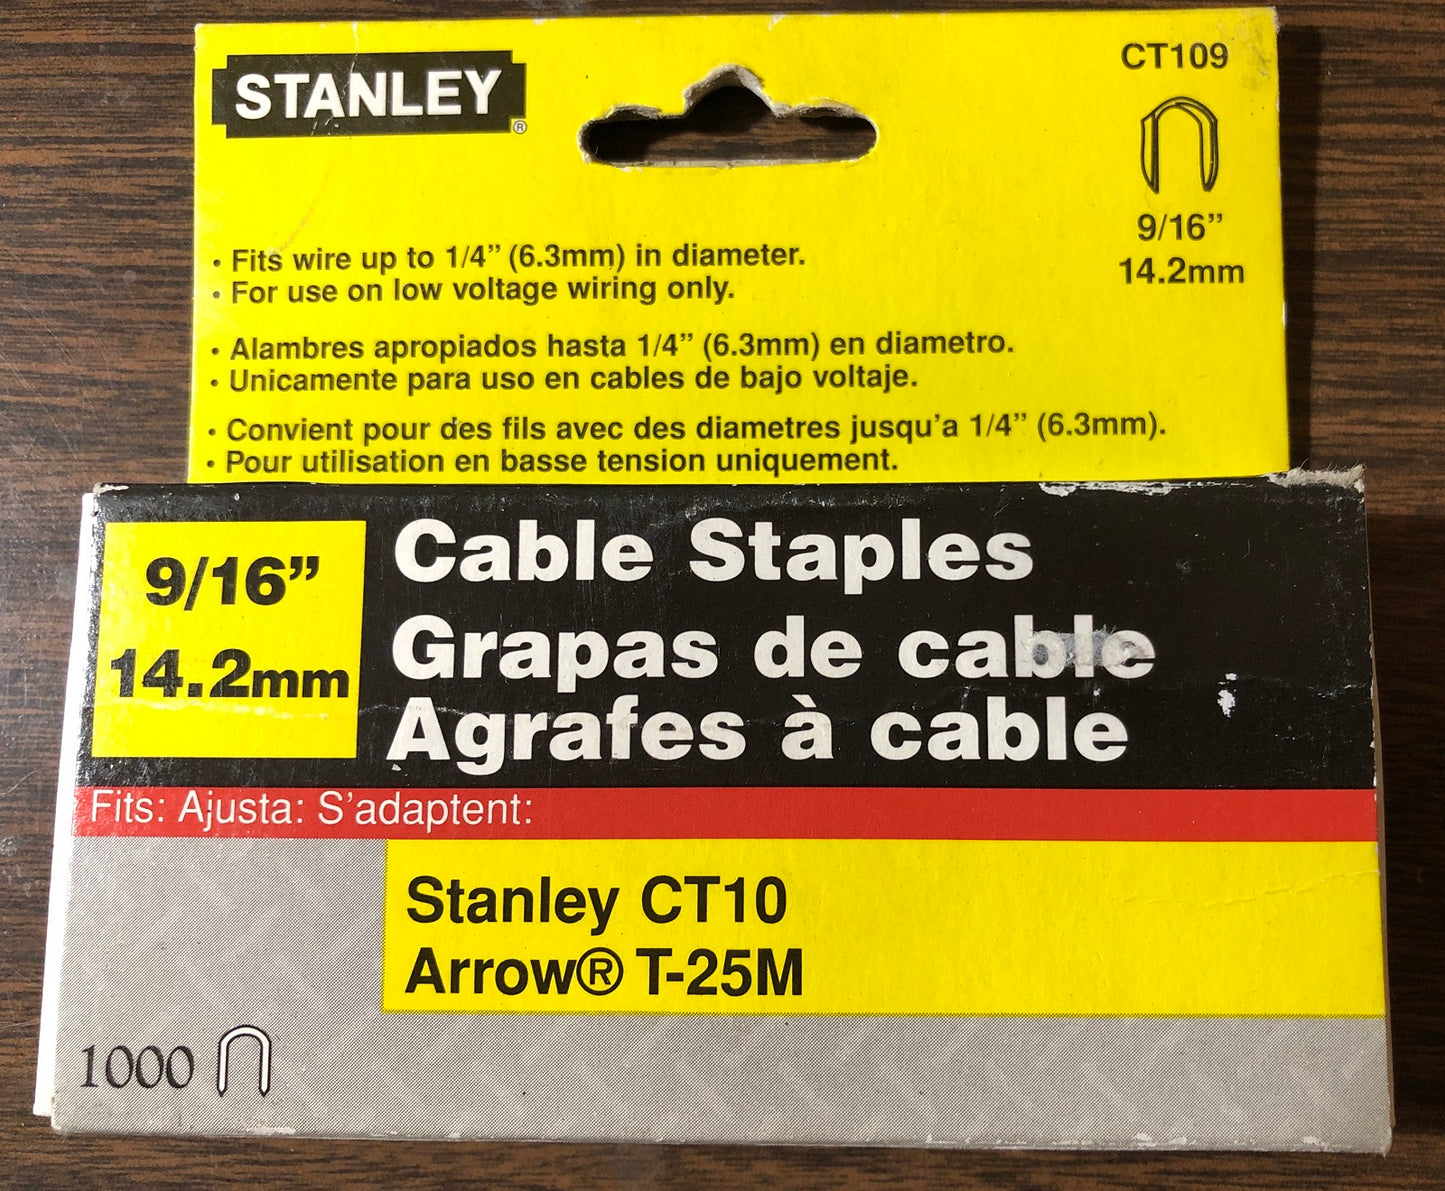 STANLEY®
CT109
9/16”
14.2mm
• Fits wire up to 1/4” (6.3mm) in diameter.
• For use on low voltage wiring only.
• Alambres apropiados hasta 1/4” (6.3mm) en diametro.
• Unicamente para uso en cables de bajo voltaje.
• Convient pour des fils avec des diametres jusqu’a 1/4” (6.3mm).
• Pour utilisation en basse tension uniquement.
9/16”
14.2mm
Cable Staples
Grapas de cable
Agrafes à cable
Fits: Ajusta: S’adaptent:
Stanley CT10
Arrow® T-25M
1000